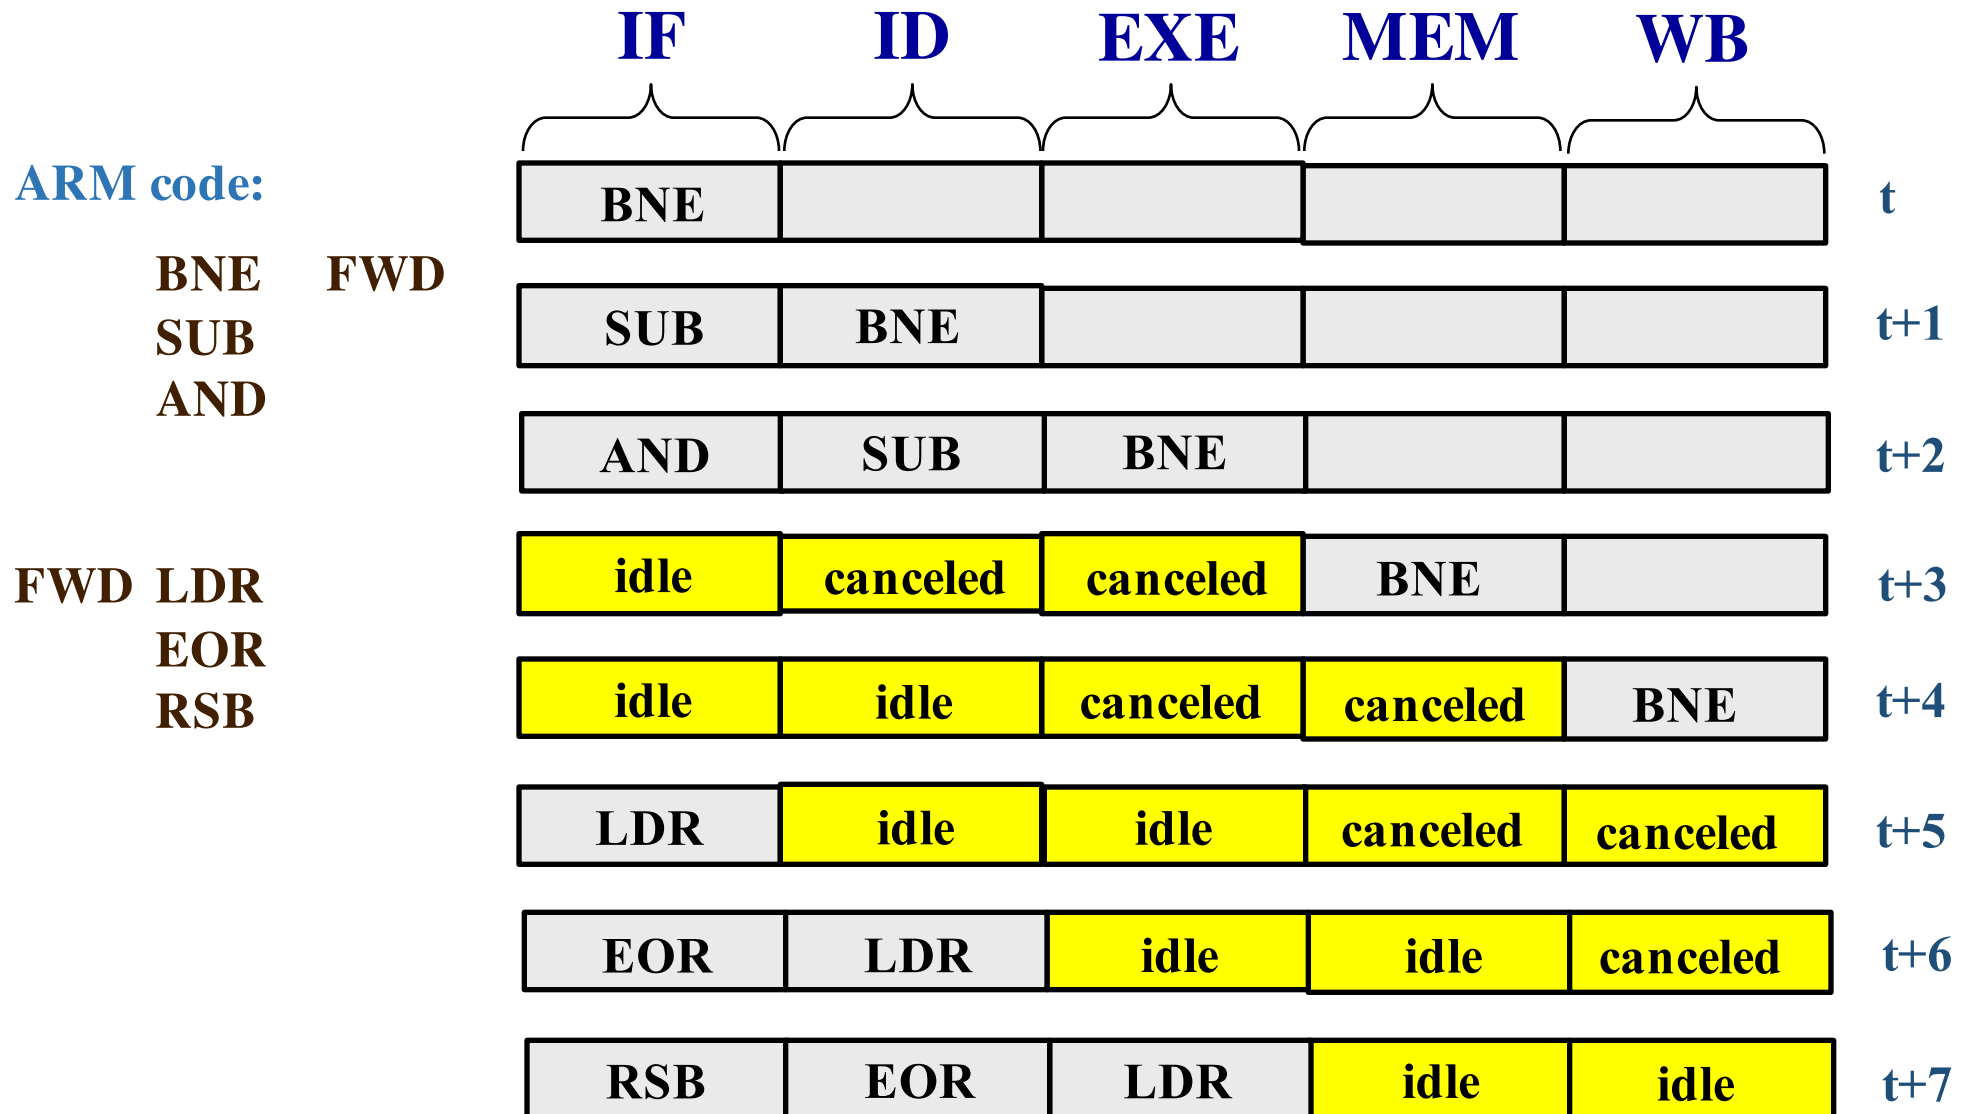 IF ID EXE MEM WB
ARM code:
BNE FWD
SUB
AND
FWD LDR
EOR
RSB
BNE t
SUB BNE t+1
AND SUB BNE t+2
idle canceled canceled BNE t+3
idle idle canceled canceled BNE t+4
LDR idle idle canceled canceled t+5
EOR LDR idle idle canceled t+6
RSB EOR LDR idle idle t+7